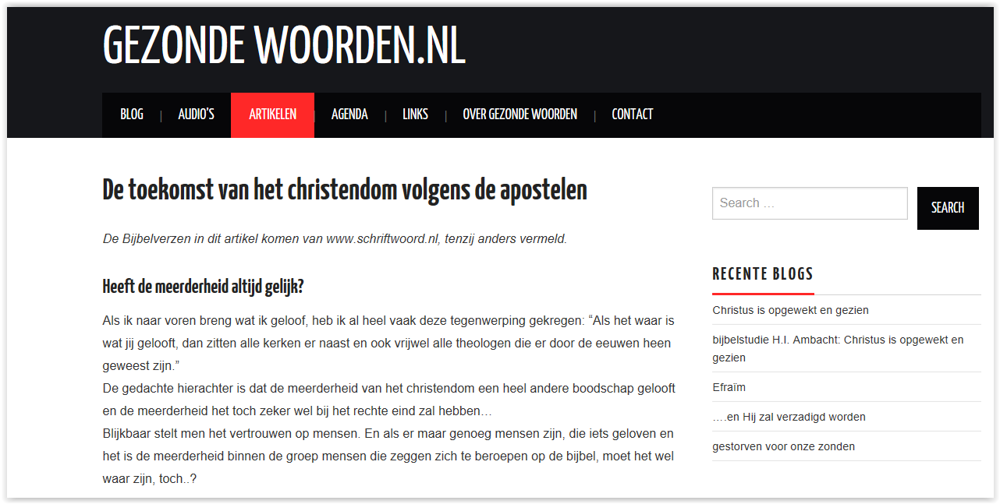 GEZONDE WOORDEN.NL
BLOG | AUDIO'S ARTIKELEN | AGENDA | LINKS | OVER GEZONDE WOORDEN | CONTACT
De toekomst van het christendom volgens de apostelen
De Bijbelverzen in dit artikel komen van www.schriftwoord.nl, tenzij anders vermeld.
Heeft de meerderheid altijd gelijk?
Als ik naar voren breng wat ik geloof, heb ik al heel vaak deze tegenwerping gekregen: “Als het waar is
wat jij gelooft, dan zitten alle kerken er naast en ook vrijwel alle theologen die er door de eeuwen heen
geweest zijn.”
De gedachte hierachter is dat de meerderheid van het christendom een heel andere boodschap gelooft
en de meerderheid het toch zeker wel bij het rechte eind zal hebben…
Blijkbaar stelt men het vertrouwen op mensen. En als er maar genoeg mensen zijn, die iets geloven en
het is de meerderheid binnen de groep mensen die zeggen zich te beroepen op de bijbel, moet het wel
waar zijn, toch..?
Search …
SEARCH
RECENTE BLOGS
Christus is opgewekt en gezien
bijbelstudie H.I. Ambacht: Christus is opgewekt en
gezien
Efraïm
….en Hij zal verzadigd worden
gestorven voor onze zonden